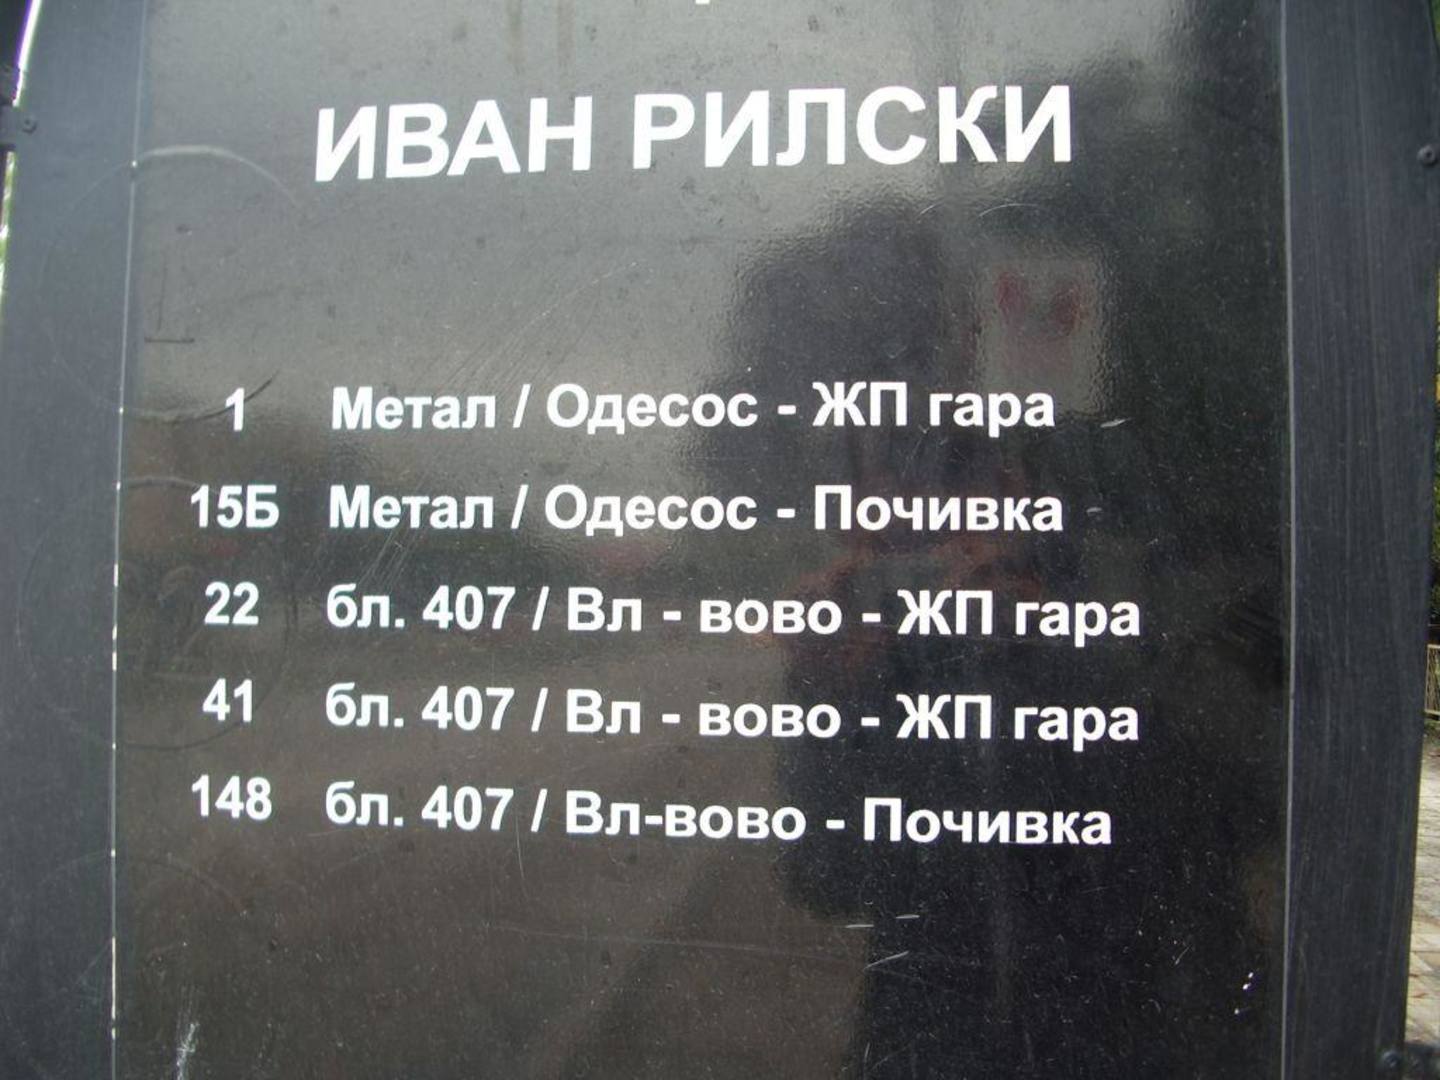 ИВАН РИЛСКИ
1 Метал / Одесос - ЖП гара
15Б Метал / Одесос - Почивка
22 бл. 407 / Вл - вово - ЖП гара
41 бл. 407 / Вл - вово - ЖП гара
148 бл. 407 / Вл-вово - Почивка